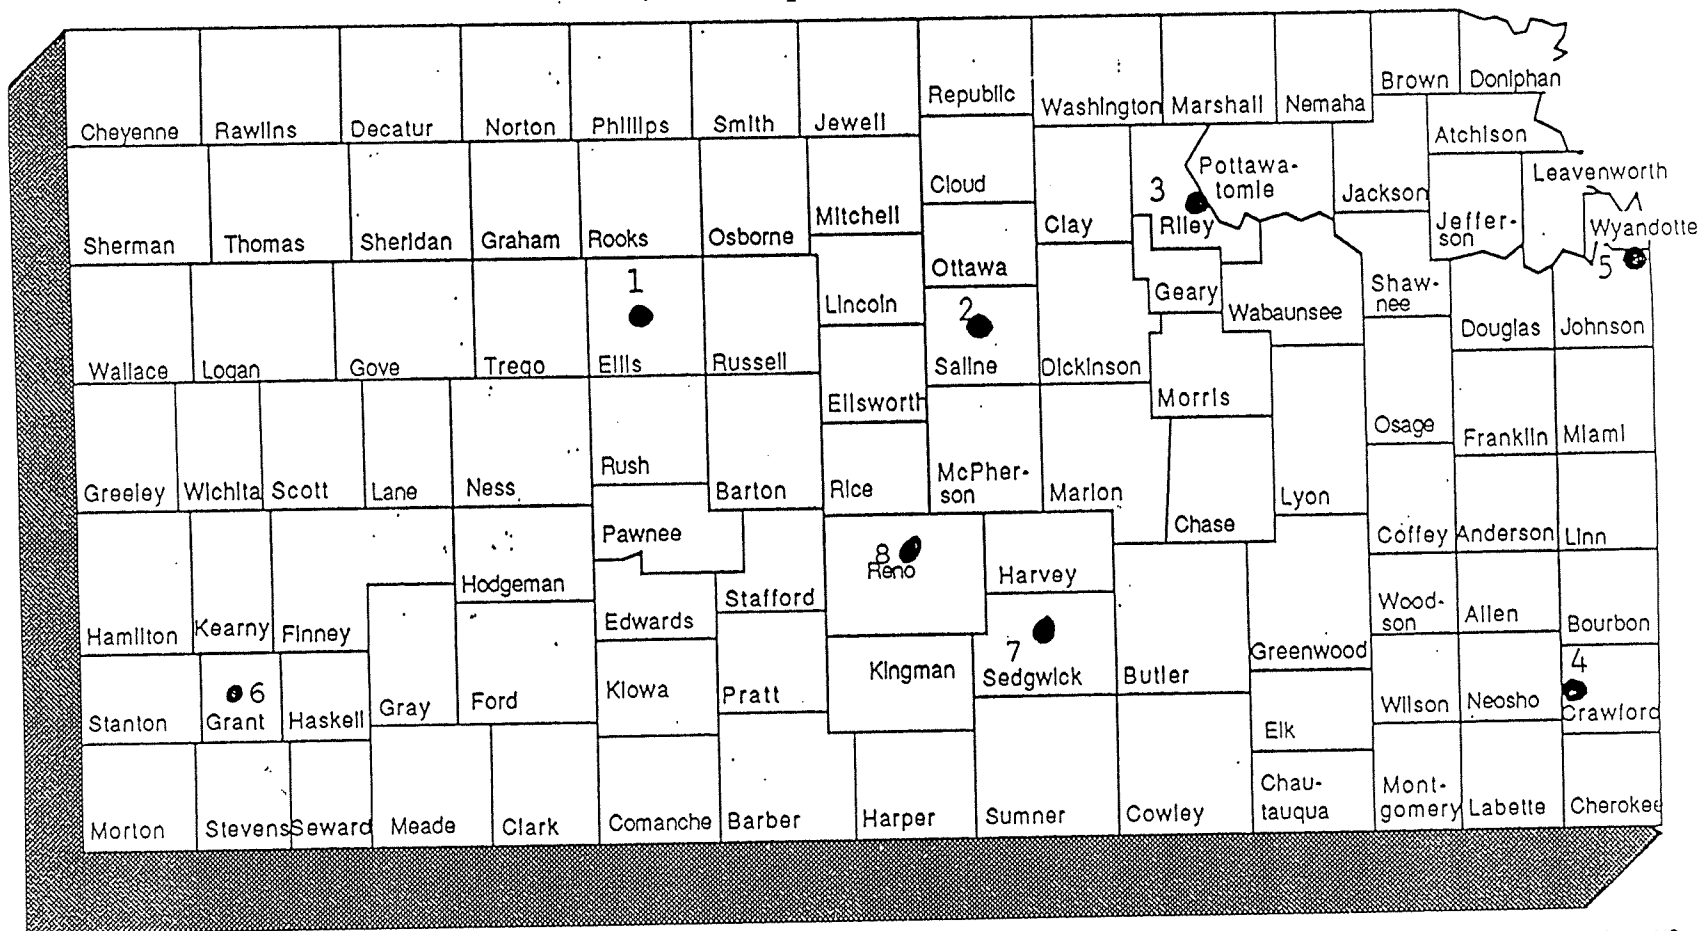 Cheyenne
Rawlins
Decatur
Norton
Phillips
Smith
Jewell
Republic
Washington
Marshall
Nemaha
Brown
Doniphan
Atchison
Sherman
Thomas
Sheridan
Graham
Rooks
Osborne
Mitchell
Cloud
Clay
3
Riley
Pottawa-
tomie
Jackson
Jeffer-
son
Leavenworth
Wyandotte
5
Wallace
Logan
Gove
Trego
1
Ellis
Russell
Lincoln
Ottawa
2
Saline
Dickinson
Geary
Wabaunsee
Shaw-
nee
Douglas
Johnson
Greeley
Wichita
Scott
Lane
Ness
Rush
Barton
Ellsworth
Rice
McPher-
son
Marion
Morris
Chase
Lyon
Osage
Franklin
Miami
Coffey
Anderson
Linn
Hamilton
Kearny
Finney
Hodgeman
Pawnee
Edwards
Stafford
8
Reno
Harvey
Butler
Greenwood
Wood-
son
Allen
Bourbon
Stanton
6
Grant
Haskell
Gray
Ford
Kiowa
Pratt
Kingman
7
Sedgwick
Elk
Wilson
Neosho
4
Crawford
Morton
Stevens
Seward
Meade
Clark
Comanche
Barber
Harper
Sumner
Cowley
Chau-
tauqua
Mont-
gomery
Labette
Cherokee